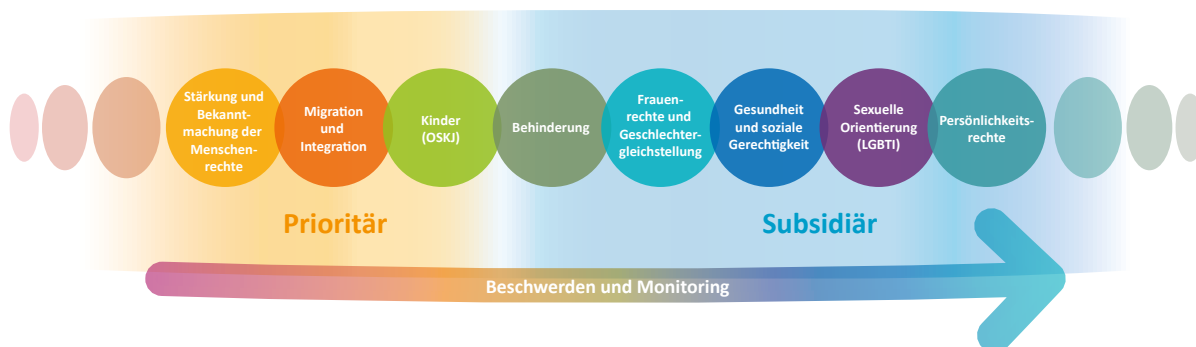 Stärkung und
Bekannt-
machung der
Menschen-
rechte
Migration
und
Integration
Kinder
(OSKJ)
Behinderung
Frauen-
rechte und
Geschlechter-
gleichstellung
Gesundheit
und soziale
Gerechtigkeit
Sexuelle
Orientierung
(LGBTI)
Persönlichkeits-
rechte
Prioritär
Subsidiär
Beschwerden und Monitoring